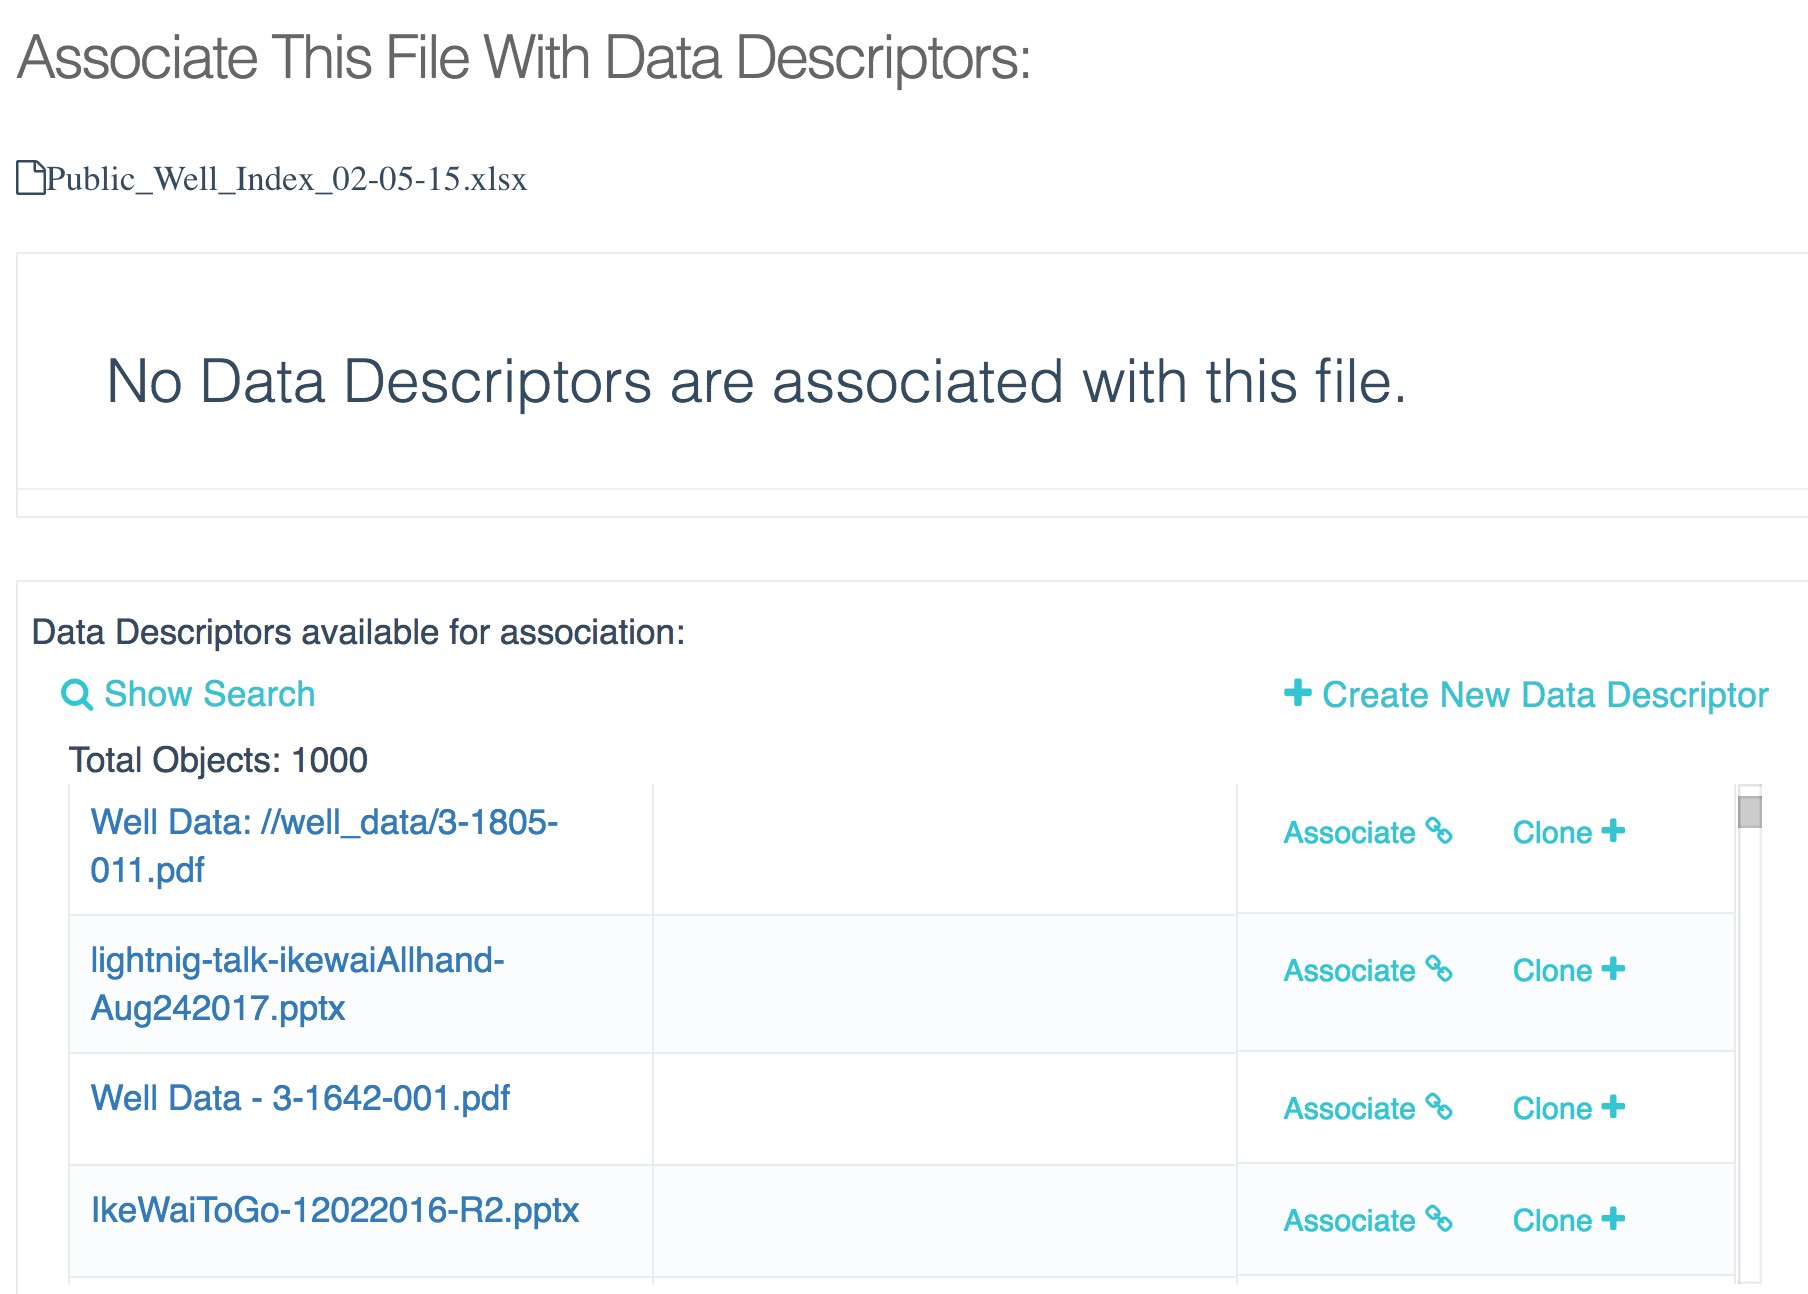 Associate This File With Data Descriptors:
Public_Well_Index_02-05-15.xlsx
No Data Descriptors are associated with this file.
Data Descriptors available for association:
Show Search
Create New Data Descriptor
Total Objects: 1000
Well Data: //well_data/3-1805-
011.pdf
Associate
Clone
lightnig-talk-ikewaiAllhand-
Aug242017.pptx
Associate
Clone
Well Data - 3-1642-001.pdf
Associate
Clone
IkeWaiToGo-12022016-R2.pptx
Associate
Clone